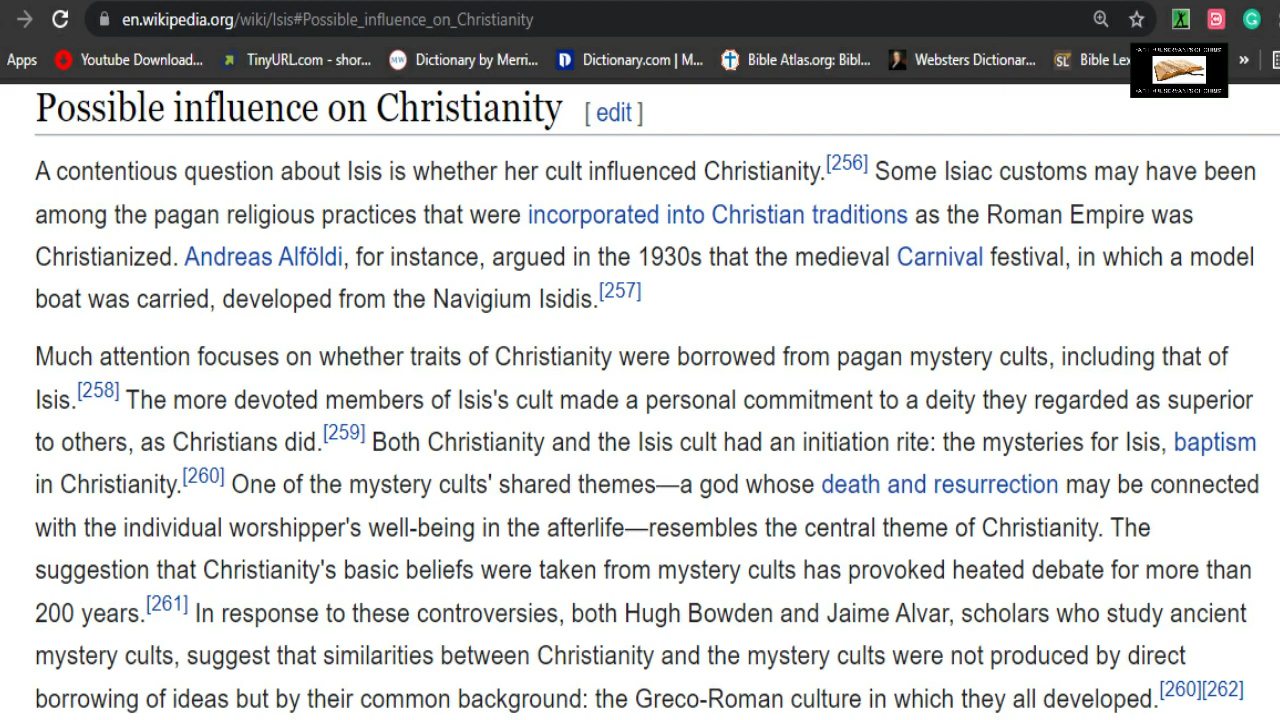 en.wikipedia.org/wiki/Isis#Possible_influence_on_Christianity
Apps Youtube Download... TinyURL.com - shor... MW Dictionary by Merri... Dictionary.com | M... Bible Atlas.org: Bibl... Websters Dictionar... SL Bible Lex »
Possible influence on Christianity [ edit ]
A contentious question about Isis is whether her cult influenced Christianity.[256] Some Isiac customs may have been
among the pagan religious practices that were incorporated into Christian traditions as the Roman Empire was
Christianized. Andreas Alföldi, for instance, argued in the 1930s that the medieval Carnival festival, in which a model
boat was carried, developed from the Navigium Isidis.[257]
Much attention focuses on whether traits of Christianity were borrowed from pagan mystery cults, including that of
Isis.[258] The more devoted members of Isis's cult made a personal commitment to a deity they regarded as superior
to others, as Christians did.[259] Both Christianity and the Isis cult had an initiation rite: the mysteries for Isis, baptism
in Christianity.[260] One of the mystery cults' shared themes—a god whose death and resurrection may be connected
with the individual worshipper's well-being in the afterlife—resembles the central theme of Christianity. The
suggestion that Christianity's basic beliefs were taken from mystery cults has provoked heated debate for more than
200 years.[261] In response to these controversies, both Hugh Bowden and Jaime Alvar, scholars who study ancient
mystery cults, suggest that similarities between Christianity and the mystery cults were not produced by direct
borrowing of ideas but by their common background: the Greco-Roman culture in which they all developed.[260][262]